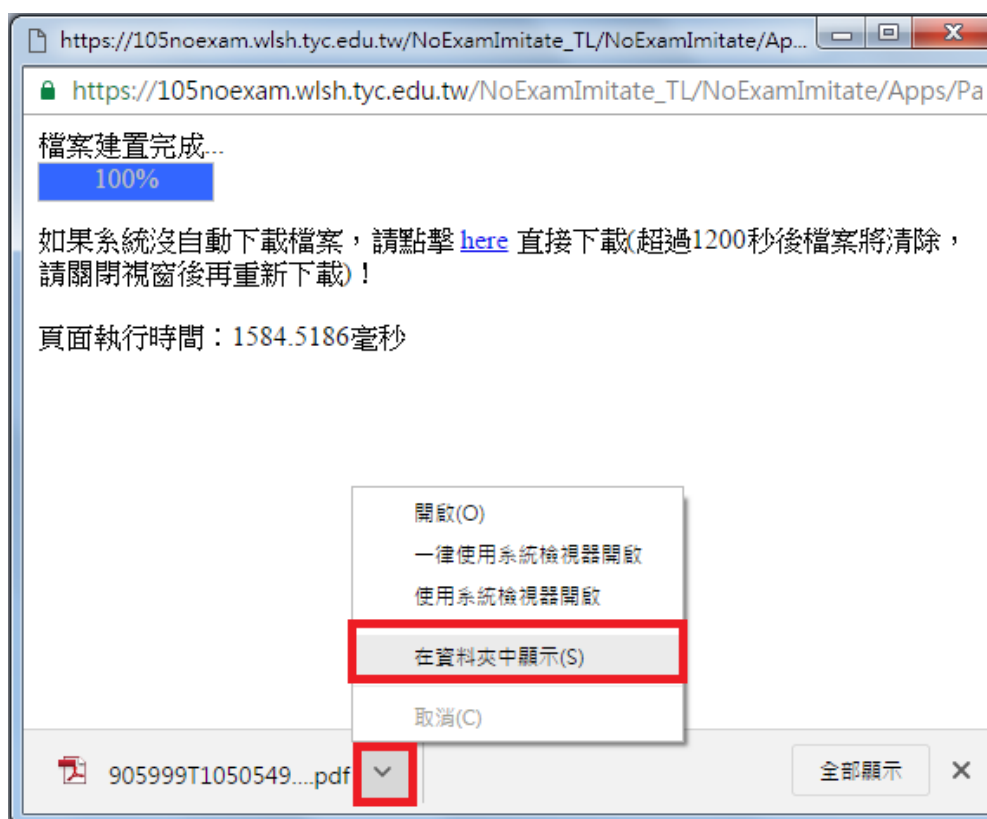 https://105noexam.wlsh.tyc.edu.tw/NoExamImitate_TL/NoExamImitate/Ap...
https://105noexam.wlsh.tyc.edu.tw/NoExamImitate_TL/NoExamImitate/Apps/Pa
檔案建置完成...
100%
如果系統沒自動下載檔案，請點擊 here 直接下載(超過1200秒後檔案將清除，
請關閉視窗後再重新下載)！
頁面執行時間：1584.5186毫秒
開啟(O)
一律使用系統檢視器開啟
使用系統檢視器開啟
在資料夾中顯示(S)
取消(C)
905999T1050549....pdf
全部顯示